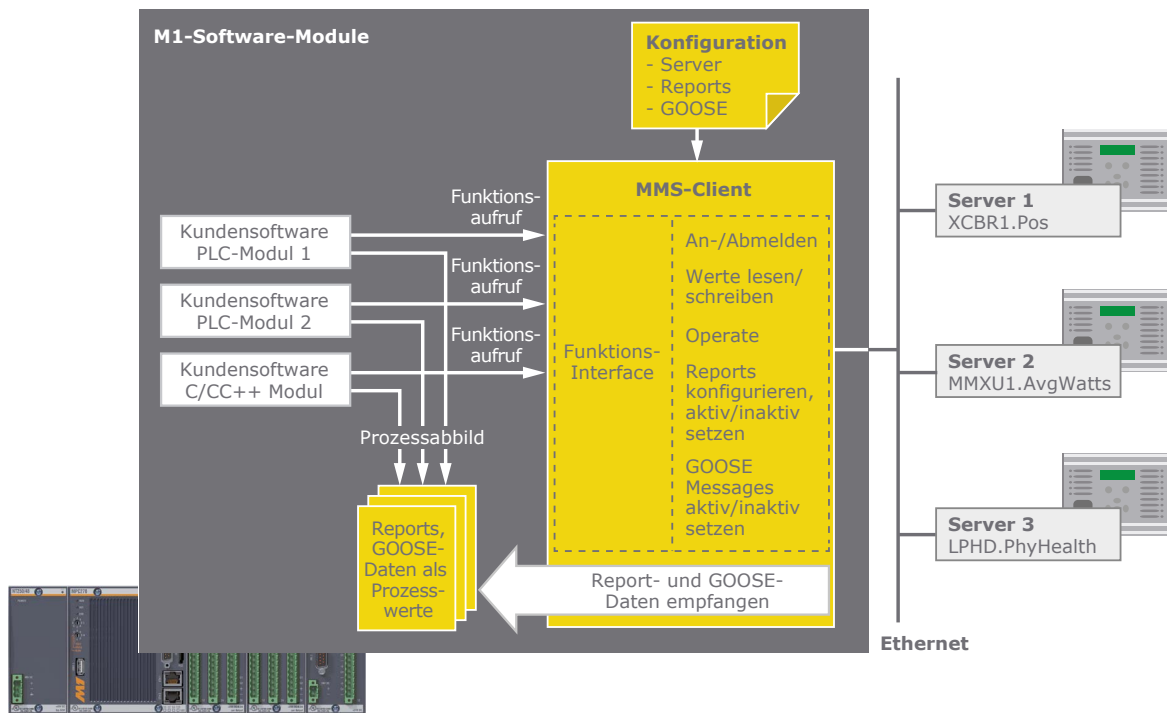 M1-Software-Module
Konfiguration
- Server
- Reports
- GOOSE
MMS-Client
Funktions-
aufruf
Funktions-
aufruf
Funktions-
aufruf
Kundensoftware
PLC-Modul 1
Kundensoftware
PLC-Modul 2
Kundensoftware
C/CC++ Modul
Prozessabbild
Reports,
GOOSE-
Daten als
Prozess-
werte
Funktions-
Interface
An-/Abmelden
Werte lesen/
schreiben
Operate
Reports
konfigurieren,
aktiv/inaktiv
setzen
GOOSE
Messages
aktiv/inaktiv
setzen
Report- und GOOSE-
Daten empfangen
Server 1
XCBR1.Pos
Server 2
MMXU1.AvgWatts
Server 3
LPHD.PhyHealth
Ethernet